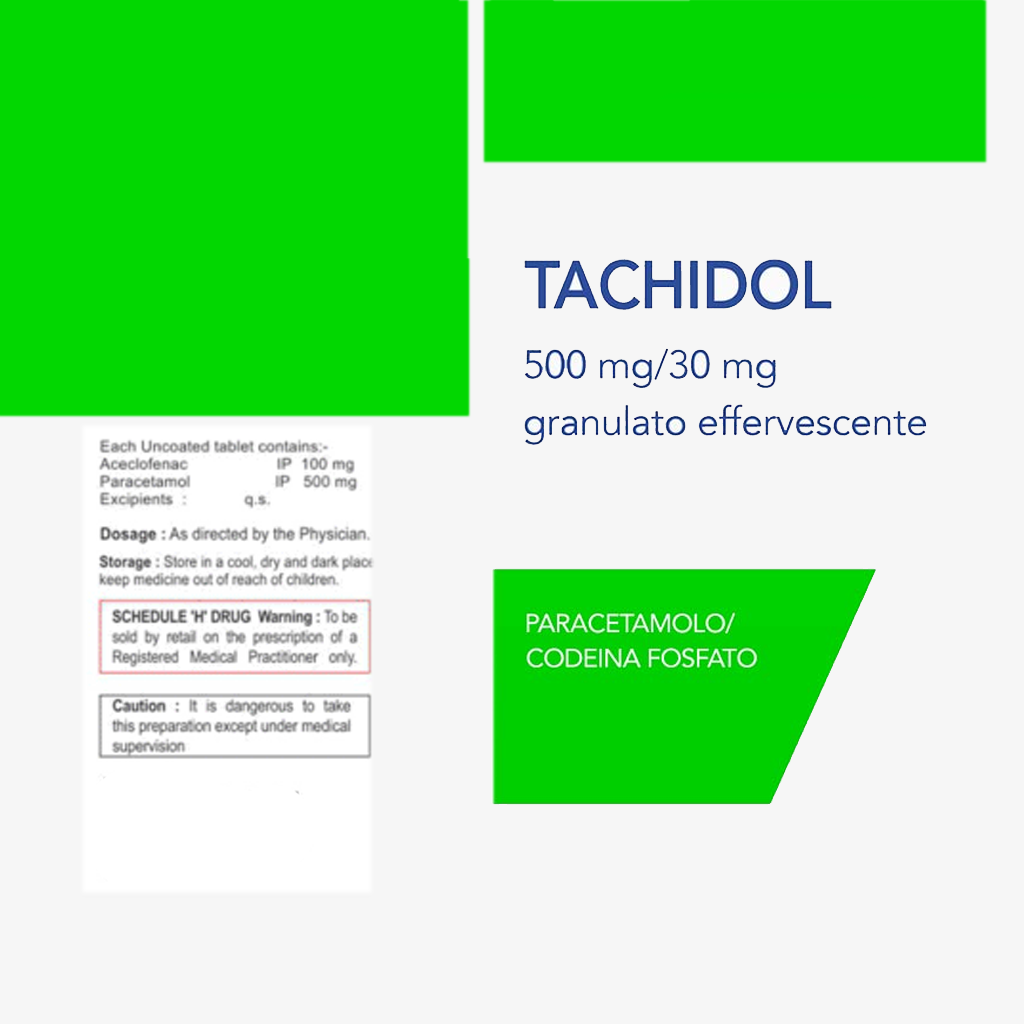 Each Uncoated tablet contains:-
Aceclofenac IP 100 mg
Paracetamol IP 500 mg
Excipients : q.s.
Dosage : As directed by the Physician.
Storage : Store in a cool, dry and dark place
keep medicine out of reach of children.
SCHEDULE 'H' DRUG Warning : To be
sold by retail on the prescription of a
Registered Medical Practitioner only.
Caution : It is dangerous to take
this preparation except under medical
supervision
TACHIDOL
500 mg/30 mg
granulato effervescente
PARACETAMOLO/
CODEINA FOSFATO